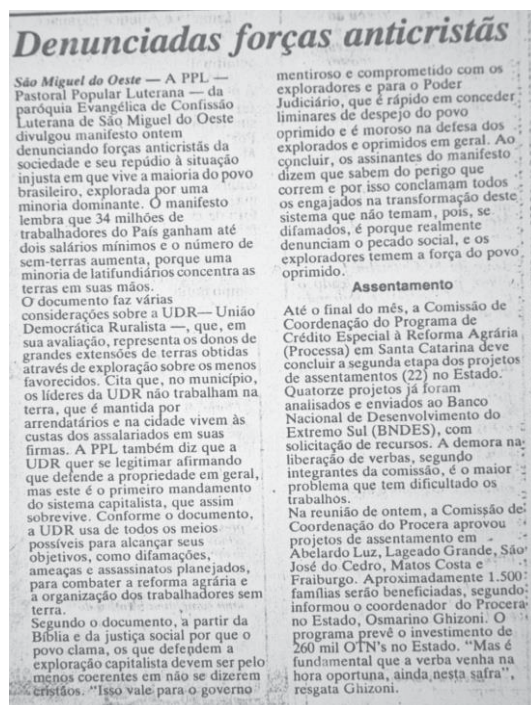 Denunciadas forças anticristãs
São Miguel do Oeste — A PPL —
Pastoral Popular Luterana — da
paróquia Evangélica de Confissão
Luterana de São Miguel do Oeste
divulgou manifesto ontem
denunciando forças anticristãs da
sociedade e seu repúdio à situação
injusta em que vive a maioria do povo
brasileiro, explorada por uma
minoria dominante. O manifesto
lembra que 34 milhões de
trabalhadores do País ganham até
dois salários mínimos e o número de
sem-terras aumenta, porque uma
minoria de latifundiários concentra as
terras em suas mãos.
O documento faz várias
considerações sobre a UDR— União
Democrática Ruralista —, que, em
sua avaliação, representa os donos de
grandes extensões de terras obtidas
através de exploração sobre os menos
favorecidos. Cita que, no município,
os líderes da UDR não trabalham na
terra, que é mantida por
arrendatários e na cidade vivem às
custas dos assalariados em suas
firmas. A PPL também diz que a
UDR quer se legitimar afirmando
que defende a propriedade em geral,
mas este é o primeiro mandamento
do sistema capitalista, que assim
sobrevive. Conforme o documento,
a UDR usa de todos os meios
possíveis para alcançar seus
objetivos, como difamações,
ameaças e assassinatos planejados,
para combater a reforma agrária e
a organização dos trabalhadores sem
terra.
Segundo o documento, a partir da
Bíblia e da justiça social por que o
povo clama, os que defendem a
exploração capitalista devem ser pelo
menos coerentes em não se dizerem
cristãos. "Isso vale para o governo
mentiroso e comprometido com os
exploradores e para o Poder
Judiciário, que é rápido em conceder
liminares de despejo do povo
oprimido e é moroso na defesa dos
explorados e oprimidos em geral. Ao
concluir, os assinantes do manifesto
dizem que sabem do perigo que
correm e por isso conclamam todos
os engajados na transformação deste
sistema que não temam, pois, se
difamados, é porque realmente
denunciam o pecado social, e os
exploradores temem a força do povo
oprimido.
Assentamento
Até o final do mês, a Comissão de
Coordenação do Programa de
Crédito Especial à Reforma Agrária
(Processa) em Santa Catarina deve
concluir a segunda etapa dos projetos
de assentamentos (22) no Estado.
Quatorze projetos já foram
analisados e enviados ao Banco
Nacional de Desenvolvimento do
Extremo Sul (BNDES), com
solicitação de recursos. A demora na
liberação de verbas, segundo
integrantes da comissão, é o maior
problema que tem dificultado os
trabalhos.
Na reunião de ontem, a Comissão de
Coordenação do Procera aprovou
projetos de assentamento em
Abelardo Luz, Lageado Grande, São
José do Cedro, Matos Costa e
Fraiburgo. Aproximadamente 1.500
famílias serão beneficiadas, segundo
informou o coordenador do Procera
no Estado, Osmarino Ghizoni. O
programa prevê o investimento de
260 mil OTN's no Estado. "Mas é
fundamental que a verba venha na
hora oportuna, ainda nesta safra",
resgata Ghizoni.